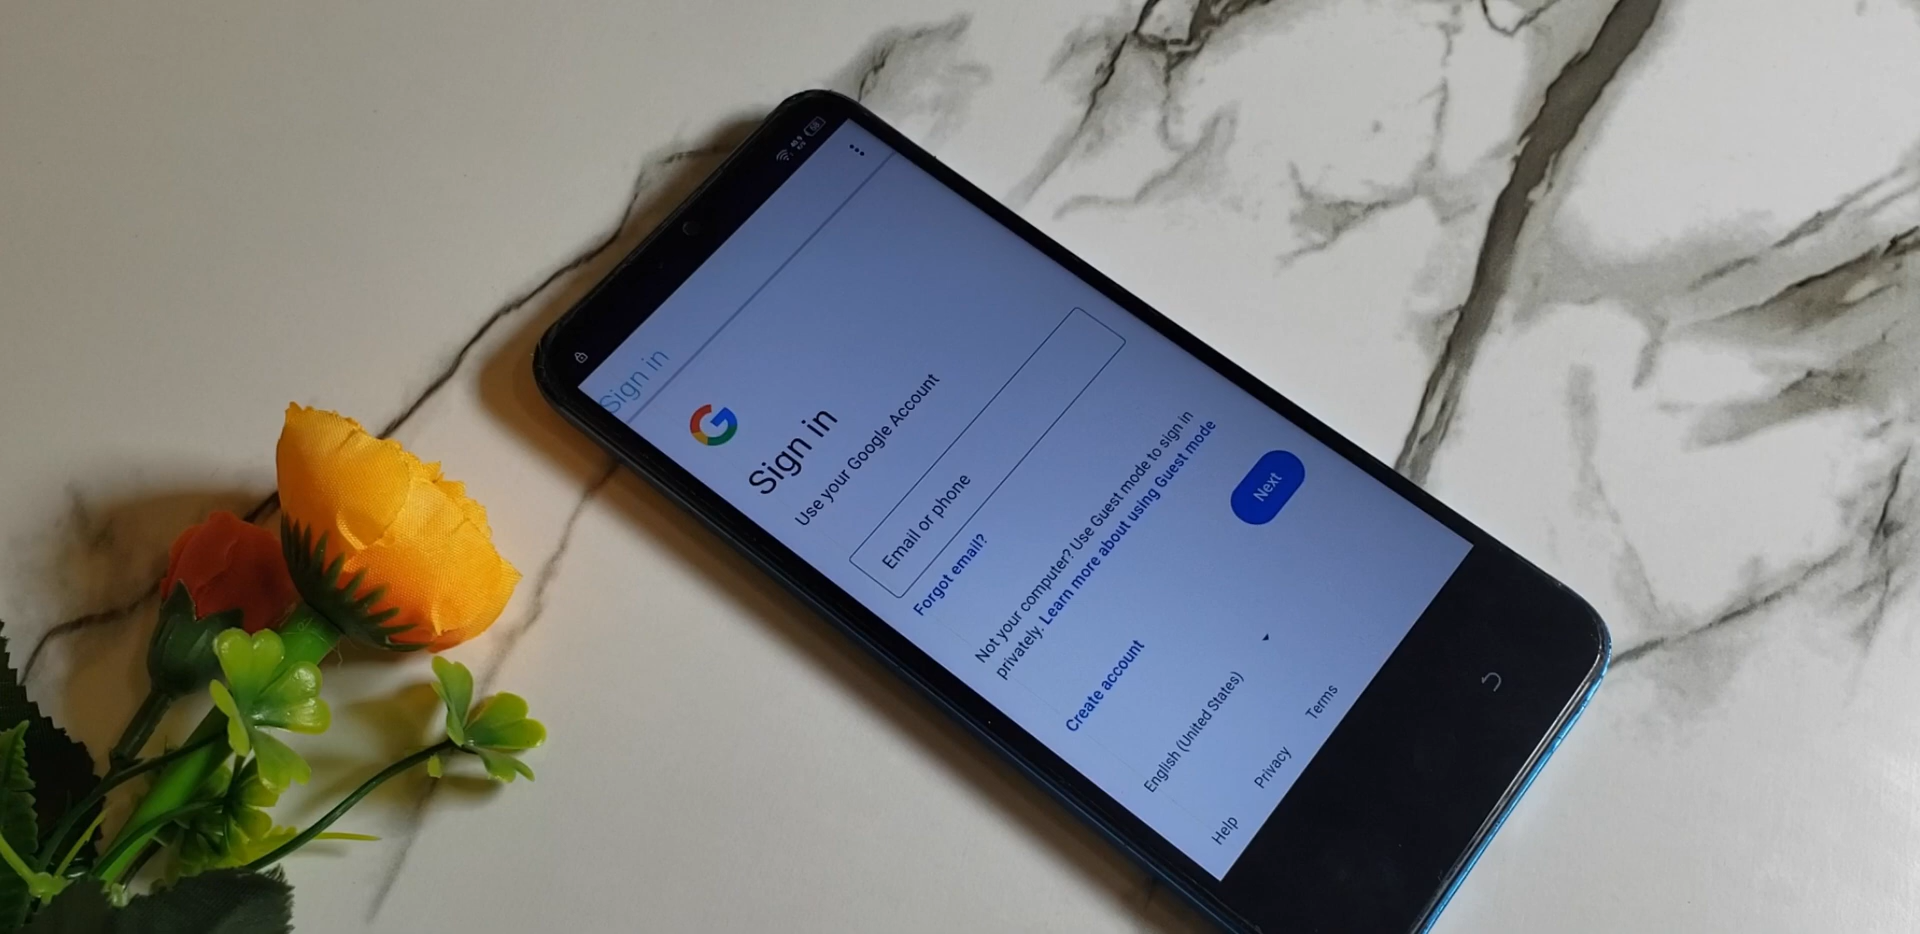 Sign in
Sign in
Use your Google Account
Email or phone
Forgot email?
Not your computer? Use Guest mode to sign in
privately. Learn more about using Guest mode
Next
Create account
English (United States)
Help Privacy Terms